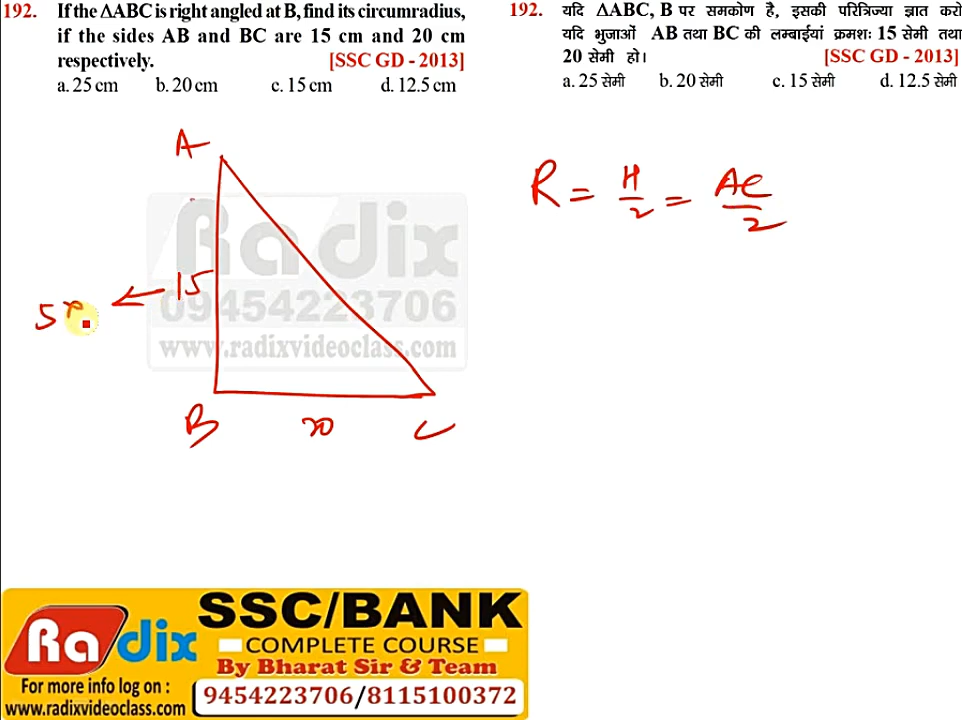 192. If the ΔABC is right angled at B, find its circumradius,
if the sides AB and BC are 15 cm and 20 cm
respectively. [SSC GD - 2013]
a. 25 cm b. 20 cm c. 15 cm d. 12.5 cm
192. यदि ΔABC, B पर समकोण है, इसकी परित्रिज्या ज्ञात करो
यदि भुजाओं AB तथा BC की लम्बाईयां क्रमशः 15 सेमी तथा
20 सेमी हो। [SSC GD - 2013]
a. 25 सेमी b. 20 सेमी c. 15 सेमी d. 12.5 सेमी
A
R = H/2 = AC/2
15
5
B 20 C
Radix
09454223706
www.radixvideoclass.com
Radix
For more info log on :
www.radixvideoclass.com
SSC/BANK
COMPLETE COURSE
By Bharat Sir & Team
9454223706/8115100372